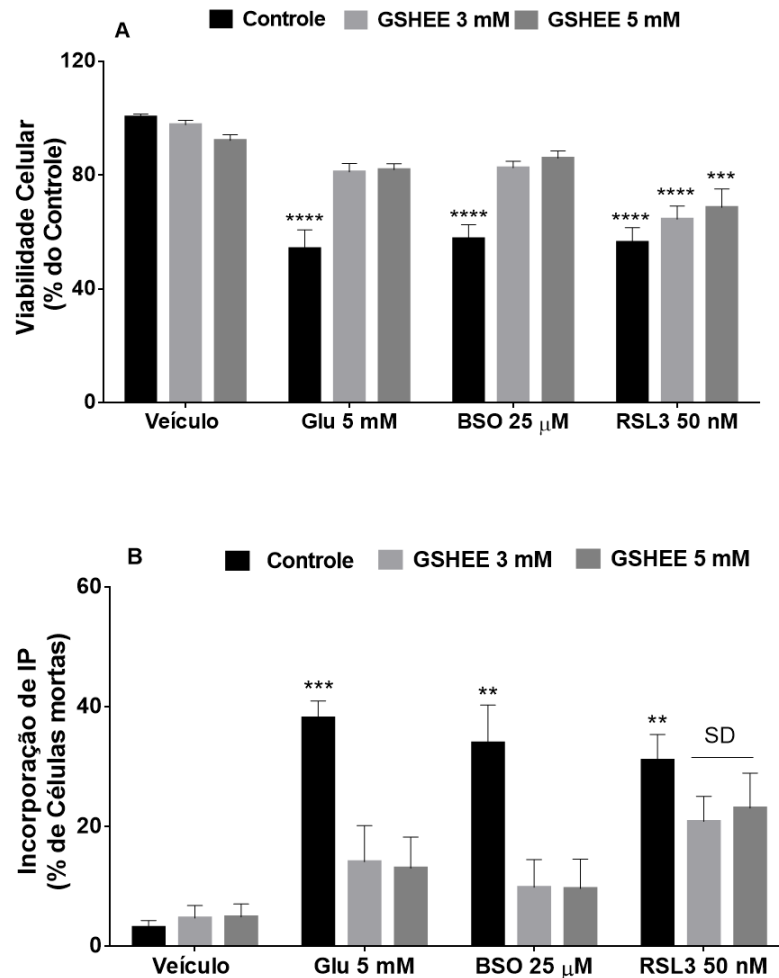 A
Controle GSHEE 3 mM GSHEE 5 mM
Viabilidade Celular
(% do Controle)
120
80
40
0
**** **** **** **** ***
Veículo Glu 5 mM BSO 25 μM RSL3 50 nM
B
Controle GSHEE 3 mM GSHEE 5 mM
Incorporação de IP
(% de Células mortas)
60
40
20
0
*** ** ** SD
Veículo Glu 5 mM BSO 25 μM RSL3 50 nM